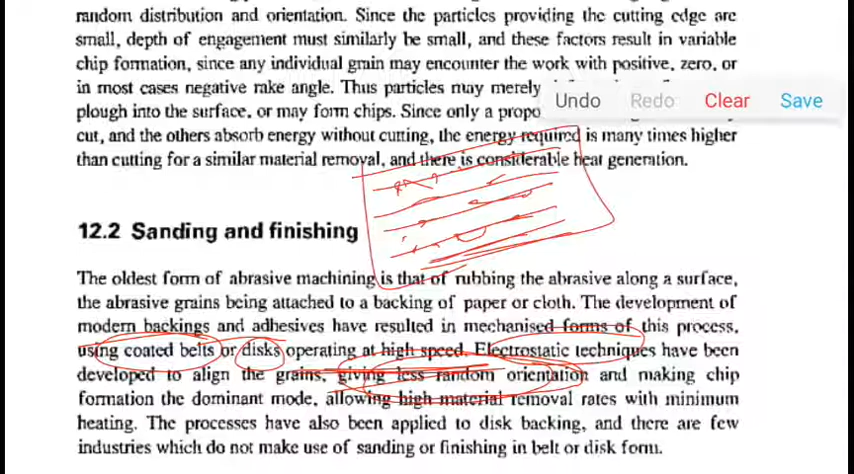 random distribution and orientation. Since the particles providing the cutting edge are
small, depth of engagement must similarly be small, and these factors result in variable
chip formation, since any individual grain may encounter the work with positive, zero, or
in most cases negative rake angle. Thus particles may merely
plough into the surface, or may form chips. Since only a propo
Undo Redo Clear Save
cut, and the others absorb energy without cutting, the energy required is many times higher
than cutting for a similar material removal, and there is considerable heat generation.
12.2 Sanding and finishing
The oldest form of abrasive machining is that of rubbing the abrasive along a surface,
the abrasive grains being attached to a backing of paper or cloth. The development of
modern backings and adhesives have resulted in mechanised forms of this process,
using coated belts or disks operating at high speed. Electrostatic techniques have been
developed to align the grains, giving less random orientation and making chip
formation the dominant mode, allowing high material removal rates with minimum
heating. The processes have also been applied to disk backing, and there are few
industries which do not make use of sanding or finishing in belt or disk form.